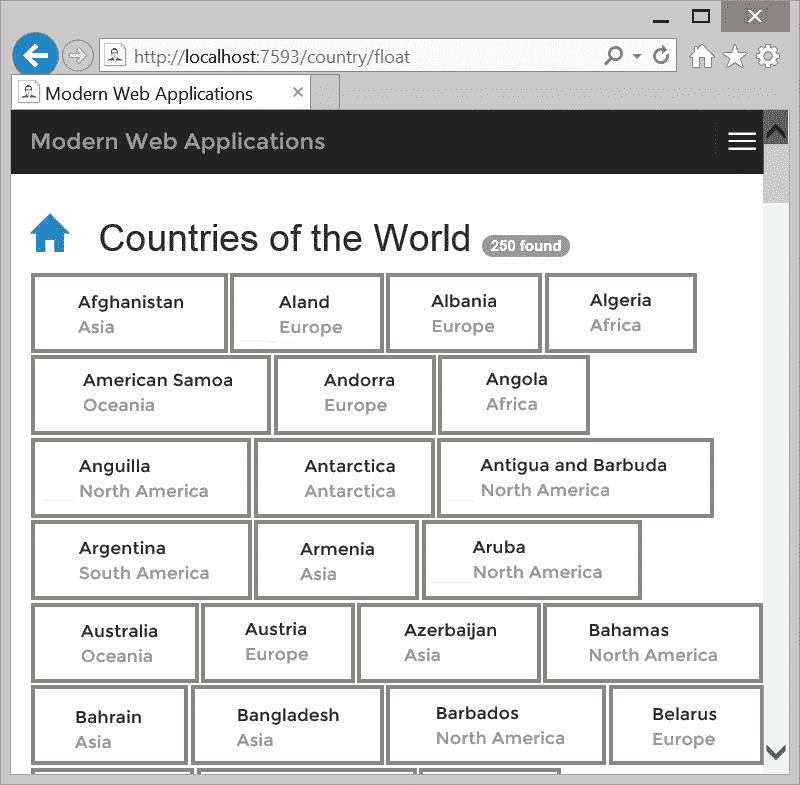 http://localhost:7593/country/float
Modern Web Applications
Modern Web Applications
Countries of the World 250 found
Afghanistan
Asia
Aland
Europe
Albania
Europe
Algeria
Africa
American Samoa
Oceania
Andorra
Europe
Angola
Africa
Anguilla
North America
Antarctica
Antarctica
Antigua and Barbuda
North America
Argentina
South America
Armenia
Asia
Aruba
North America
Australia
Oceania
Austria
Europe
Azerbaijan
Asia
Bahamas
North America
Bahrain
Asia
Bangladesh
Asia
Barbados
North America
Belarus
Europe